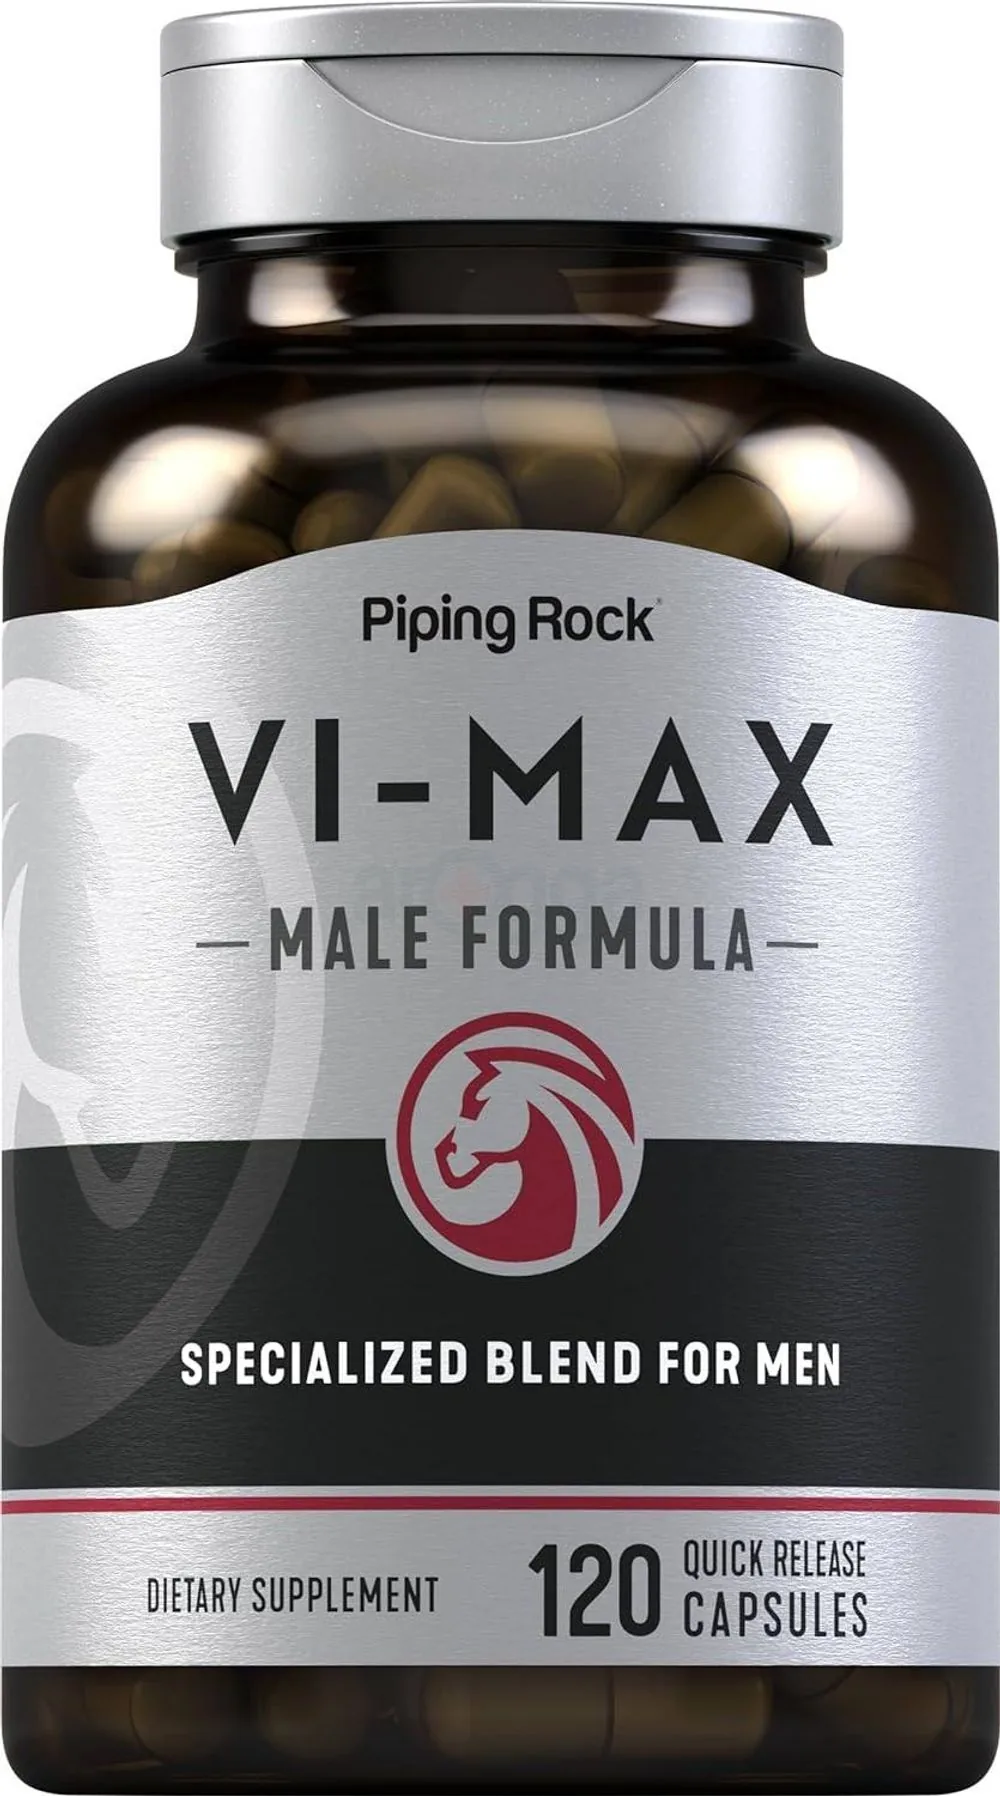 Piping Rock®
VI-MAX
MALE FORMULA
SPECIALIZED BLEND FOR MEN
DIETARY SUPPLEMENT
120 QUICK RELEASE
CAPSULES